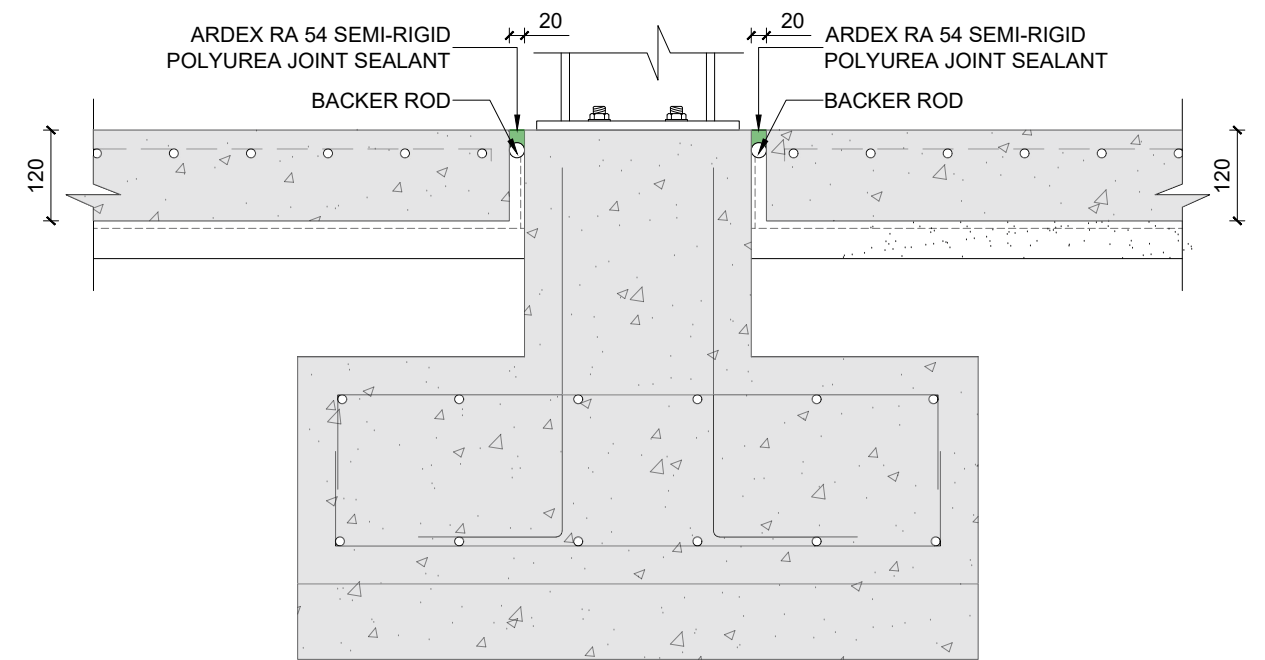 20
ARDEX RA 54 SEMI-RIGID
POLYUREA JOINT SEALANT
BACKER ROD
20
ARDEX RA 54 SEMI-RIGID
POLYUREA JOINT SEALANT
BACKER ROD
120
120